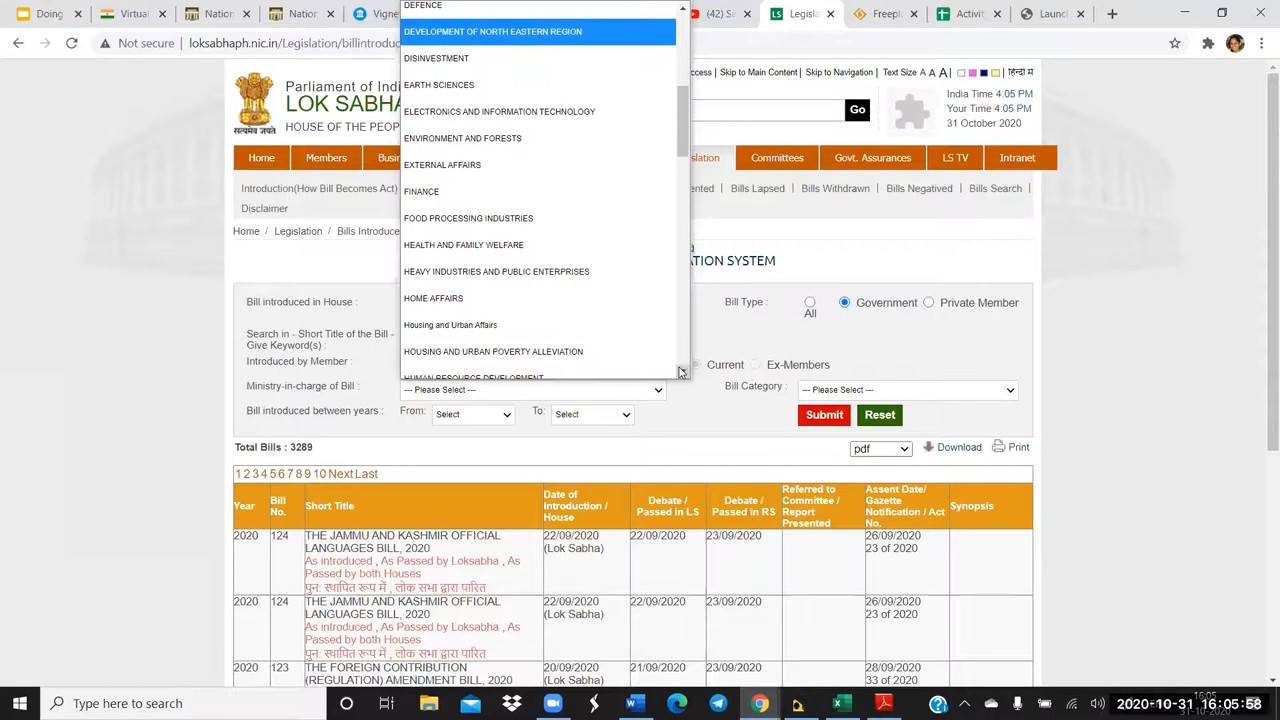 (42) S
Launcl
Not secure
loksabhaph.nic.in/Legislation/billintroduc
DEFENCE
DEVELOPMENT OF NORTH EASTERN REGION
DISINVESTMENT
EARTH SCIENCES
ELECTRONICS AND INFORMATION TECHNOLOGY
ENVIRONMENT AND FORESTS
EXTERNAL AFFAIRS
FINANCE
FOOD PROCESSING INDUSTRIES
HEALTH AND FAMILY WELFARE
HEAVY INDUSTRIES AND PUBLIC ENTERPRISES
HOME AFFAIRS
Housing and Urban Affairs
HOUSING AND URBAN POVERTY ALLEVIATION
HUMAN RESOURCE DEVELOPMENT
Skip to Main Content | Skip to Navigation | Text Size A A A
Parliament of Indi
LOK SABHA
HOUSE OF THE PEOP
सत्यमेव जयते
Go
India Time 4:05 PM
Your Time 4:05 PM
31 October 2020
Home Members Busi Committees Govt. Assurances LS TV Intranet
Introduction(How Bill Becomes Act) | Bills Lapsed | Bills Withdrawn | Bills Negatived | Bills Search |
Disclaimer
Home / Legislation / Bills Introduce
ATION SYSTEM
Bill introduced in House :
Bill Type : All Government Private Member
Search in - Short Title of the Bill -
Give Keyword(s) :
Introduced by Member :
Current Ex-Members
Ministry-in-charge of Bill : --- Please Select ---
Bill Category : --- Please Select ---
Bill introduced between years : From: Select To: Select
Submit Reset
Total Bills : 3289
pdf Download Print
1 2 3 4 5 6 7 8 9 10 Next Last
Year Bill No. Short Title Date of Introduction / House Debate / Passed in LS Debate / Passed in RS Referred to Committee / Report Presented Assent Date/ Gazette Notification / Act No. Synopsis
2020 124 THE JAMMU AND KASHMIR OFFICIAL 22/09/2020 22/09/2020 23/09/2020 26/09/2020
LANGUAGES BILL, 2020 (Lok Sabha) 23 of 2020
As introduced , As Passed by Loksabha , As
Passed by both Houses
पुनः स्थापित रूप में , लोक सभा द्वारा पारित
2020 124 THE JAMMU AND KASHMIR OFFICIAL 22/09/2020 22/09/2020 23/09/2020 26/09/2020
LANGUAGES BILL, 2020 (Lok Sabha) 23 of 2020
As introduced , As Passed by Loksabha , As
Passed by both Houses
पुनः स्थापित रूप में , लोक सभा द्वारा पारित
2020 123 THE FOREIGN CONTRIBUTION 20/09/2020 21/09/2020 23/09/2020 28/09/2020
(REGULATION) AMENDMENT BILL, 2020 (Lok Sabha) 33 of 2020
Type here to search
16:05
31-10-2020
2020-10-31 16:05:58